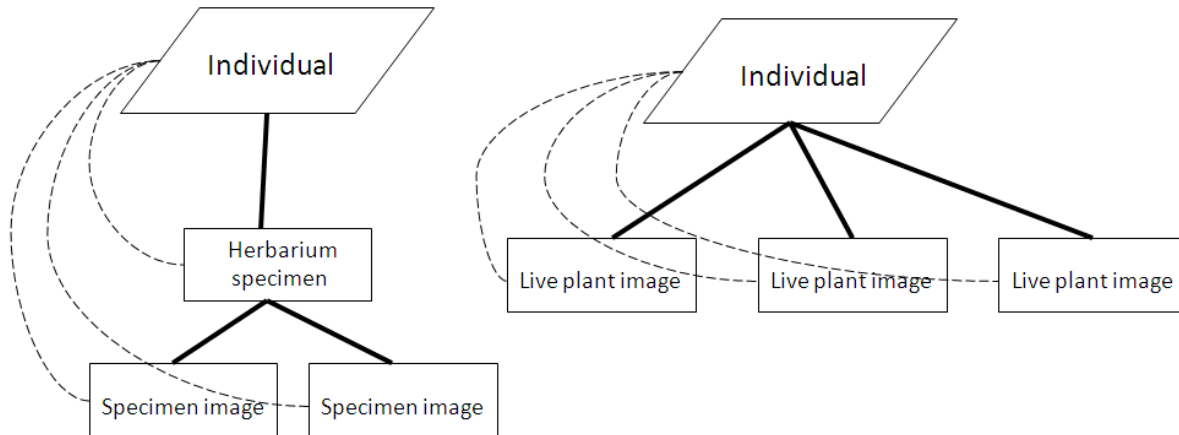 Individual
Herbarium
specimen
Specimen image
Specimen image
Individual
Live plant image
Live plant image
Live plant image